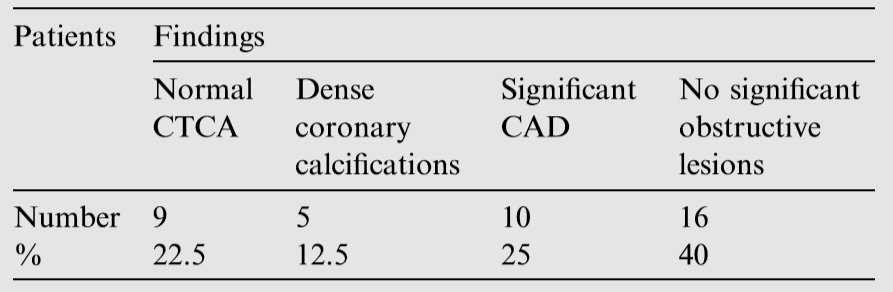 Patients Findings
Normal CTCA Dense coronary calcifications Significant CAD No significant obstructive lesions
Number 9 5 10 16
% 22.5 12.5 25 40